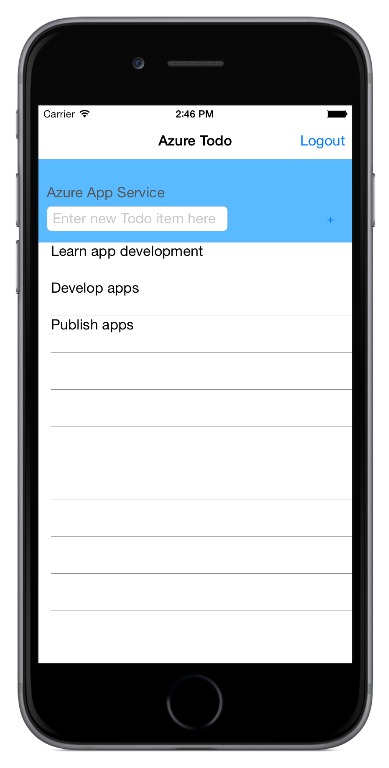 Carrier 2:46 PM
Azure Todo Logout
Azure App Service
Enter new Todo item here +
Learn app development
Develop apps
Publish apps